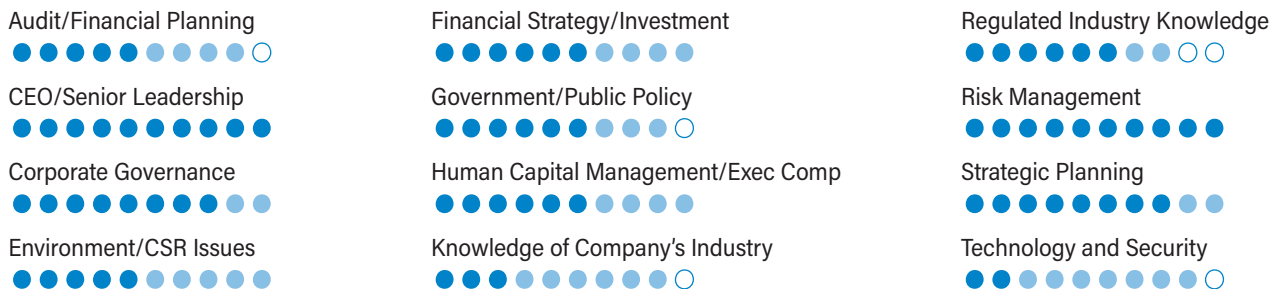 Audit/Financial Planning
CEO/Senior Leadership
Corporate Governance
Environment/CSR Issues
Financial Strategy/Investment
Government/Public Policy
Human Capital Management/Exec Comp
Knowledge of Company's Industry
Regulated Industry Knowledge
Risk Management
Strategic Planning
Technology and Security